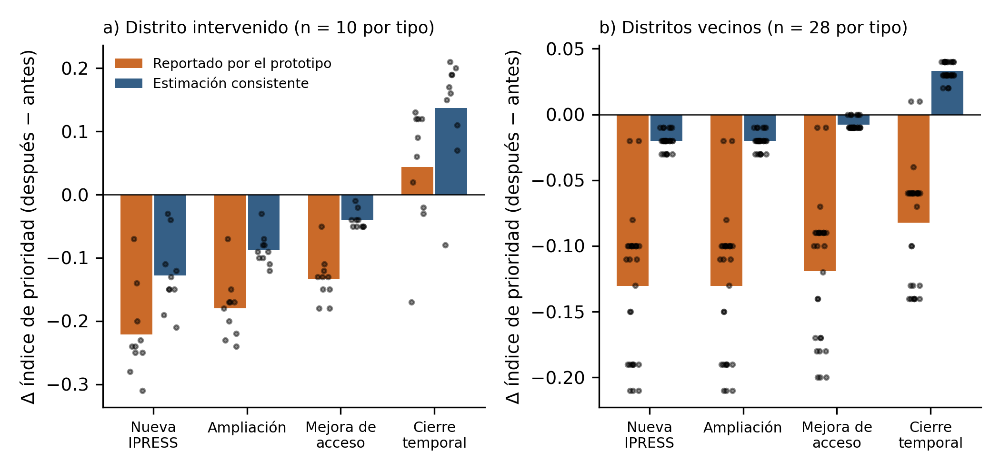 a) Distrito intervenido (n = 10 por tipo)
Δ índice de prioridad (después − antes)
0.2
0.1
0.0
−0.1
−0.2
−0.3
Reportado por el prototipo
Estimación consistente
Nueva
IPRESS
Ampliación
Mejora de
acceso
Cierre
temporal
b) Distritos vecinos (n = 28 por tipo)
Δ índice de prioridad (después − antes)
0.05
0.00
−0.05
−0.10
−0.15
−0.20
Nueva
IPRESS
Ampliación
Mejora de
acceso
Cierre
temporal